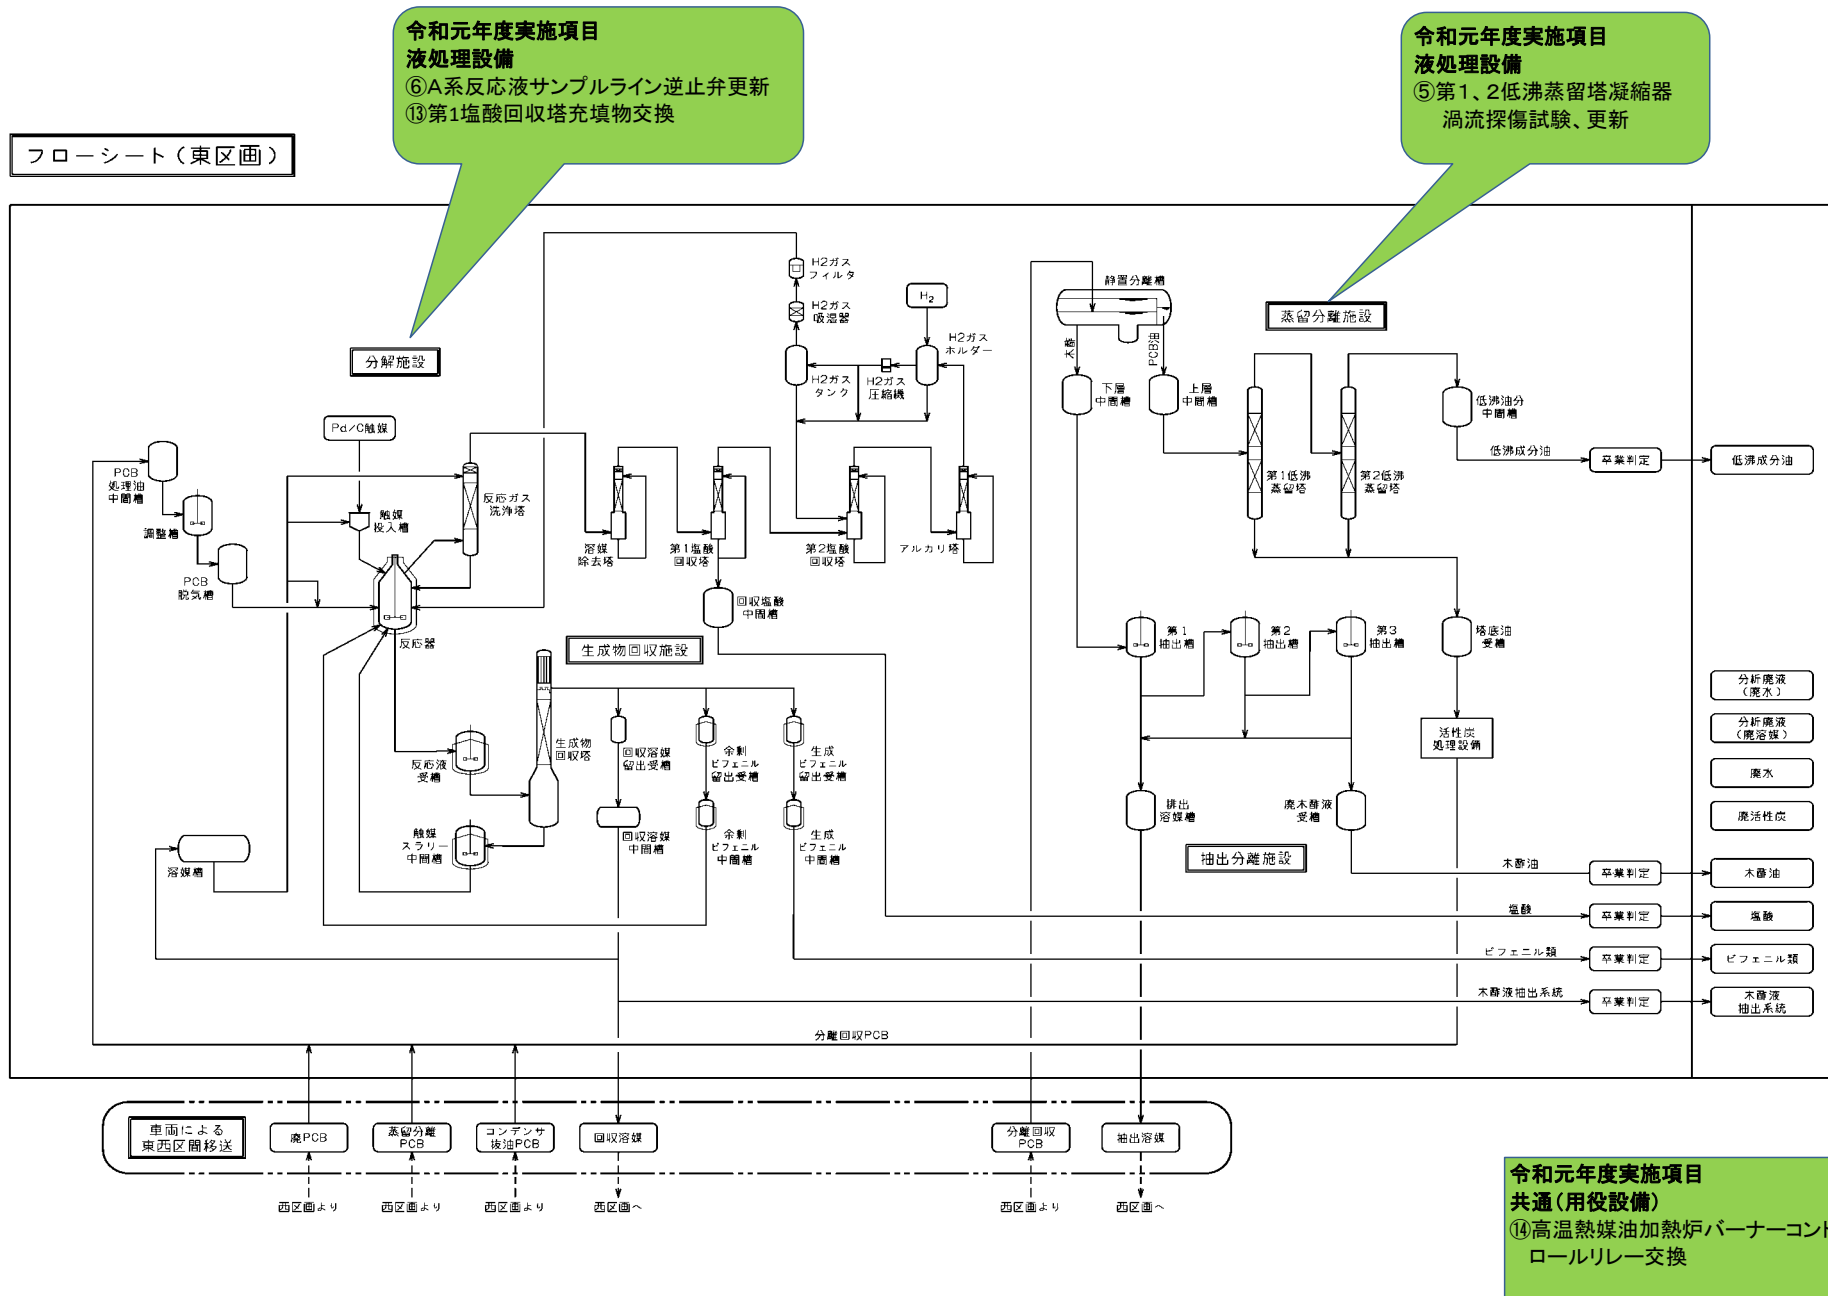 令和元年度実施項目
液処理設備
⑥A系反応液サンプルライン逆止弁更新
⑬第1塩酸回収塔充填物交換
令和元年度実施項目
液処理設備
⑤第1、2低沸蒸留塔凝縮器
渦流探傷試験、更新
フローシート(東区画)
H2ガス
フィルタ
H2ガス
吸湿器
H₂
H2ガス
ホルダー
H2ガス
タンク
H2ガス
圧縮機
静置分離槽
木酢
PCB油
蒸留分離施設
分解施設
下層
中間槽
上層
中間槽
低沸油分
中間槽
Pd/C触媒
PCB
処理油
中間槽
調整槽
PCB
脱気槽
触媒
投入槽
反応ガス
洗浄塔
溶媒
除去塔
第1塩酸
回収塔
第2塩酸
回収塔
アルカリ塔
第1低沸
蒸留塔
第2低沸
蒸留塔
低沸成分油
卒業判定
低沸成分油
反応器
回収塩酸
中間槽
生成物回収施設
第1
抽出槽
第2
抽出槽
第3
抽出槽
塔底油
受槽
分析廃液
(廃水)
分析廃液
(廃溶媒)
廃水
廃活性炭
反応液
受槽
生成物
回収塔
回収溶媒
留出受槽
余剰
ビフェニル
留出受槽
生成
ビフェニル
留出受槽
活性炭
処理設備
触媒
スラリー
中間槽
回収溶媒
中間槽
余剰
ビフェニル
中間槽
生成
ビフェニル
中間槽
排出
溶媒槽
廃木酢液
受槽
溶媒槽
抽出分離施設
木酢油
卒業判定
木酢油
塩酸
卒業判定
塩酸
ビフェニル類
卒業判定
ビフェニル類
木酢液抽出系統
卒業判定
木酢液
抽出系統
分離回収PCB
車両による
東西区間移送
廃PCB
蒸留分離
PCB
コンデンサ
抜油PCB
回収溶媒
分離回収
PCB
抽出溶媒
西区画より
西区画より
西区画より
西区画へ
西区画より
西区画へ
令和元年度実施項目
共通(用役設備)
⑭高温熱媒油加熱炉バーナーコント
ロールリレー交換